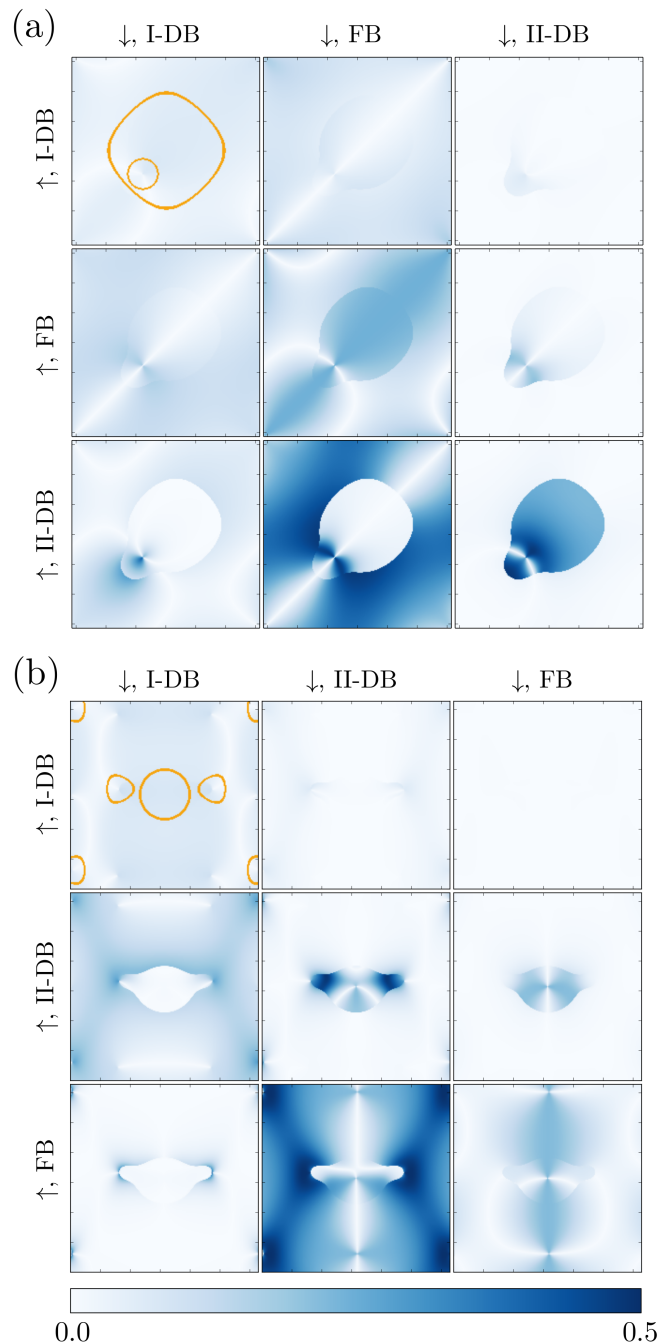 (a)
↓, I-DB ↓, FB ↓, II-DB
↑, I-DB
↑, FB
↑, II-DB
(b)
↓, I-DB ↓, II-DB ↓, FB
↑, I-DB
↑, II-DB
↑, FB
0.0 0.5